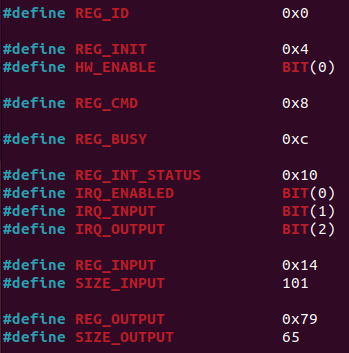 #define REG_ID 0x0
#define REG_INIT 0x4
#define HW_ENABLE BIT(0)
#define REG_CMD 0x8
#define REG_BUSY 0xc
#define REG_INT_STATUS 0x10
#define IRQ_ENABLED BIT(0)
#define IRQ_INPUT BIT(1)
#define IRQ_OUTPUT BIT(2)
#define REG_INPUT 0x14
#define SIZE_INPUT 101
#define REG_OUTPUT 0x79
#define SIZE_OUTPUT 65